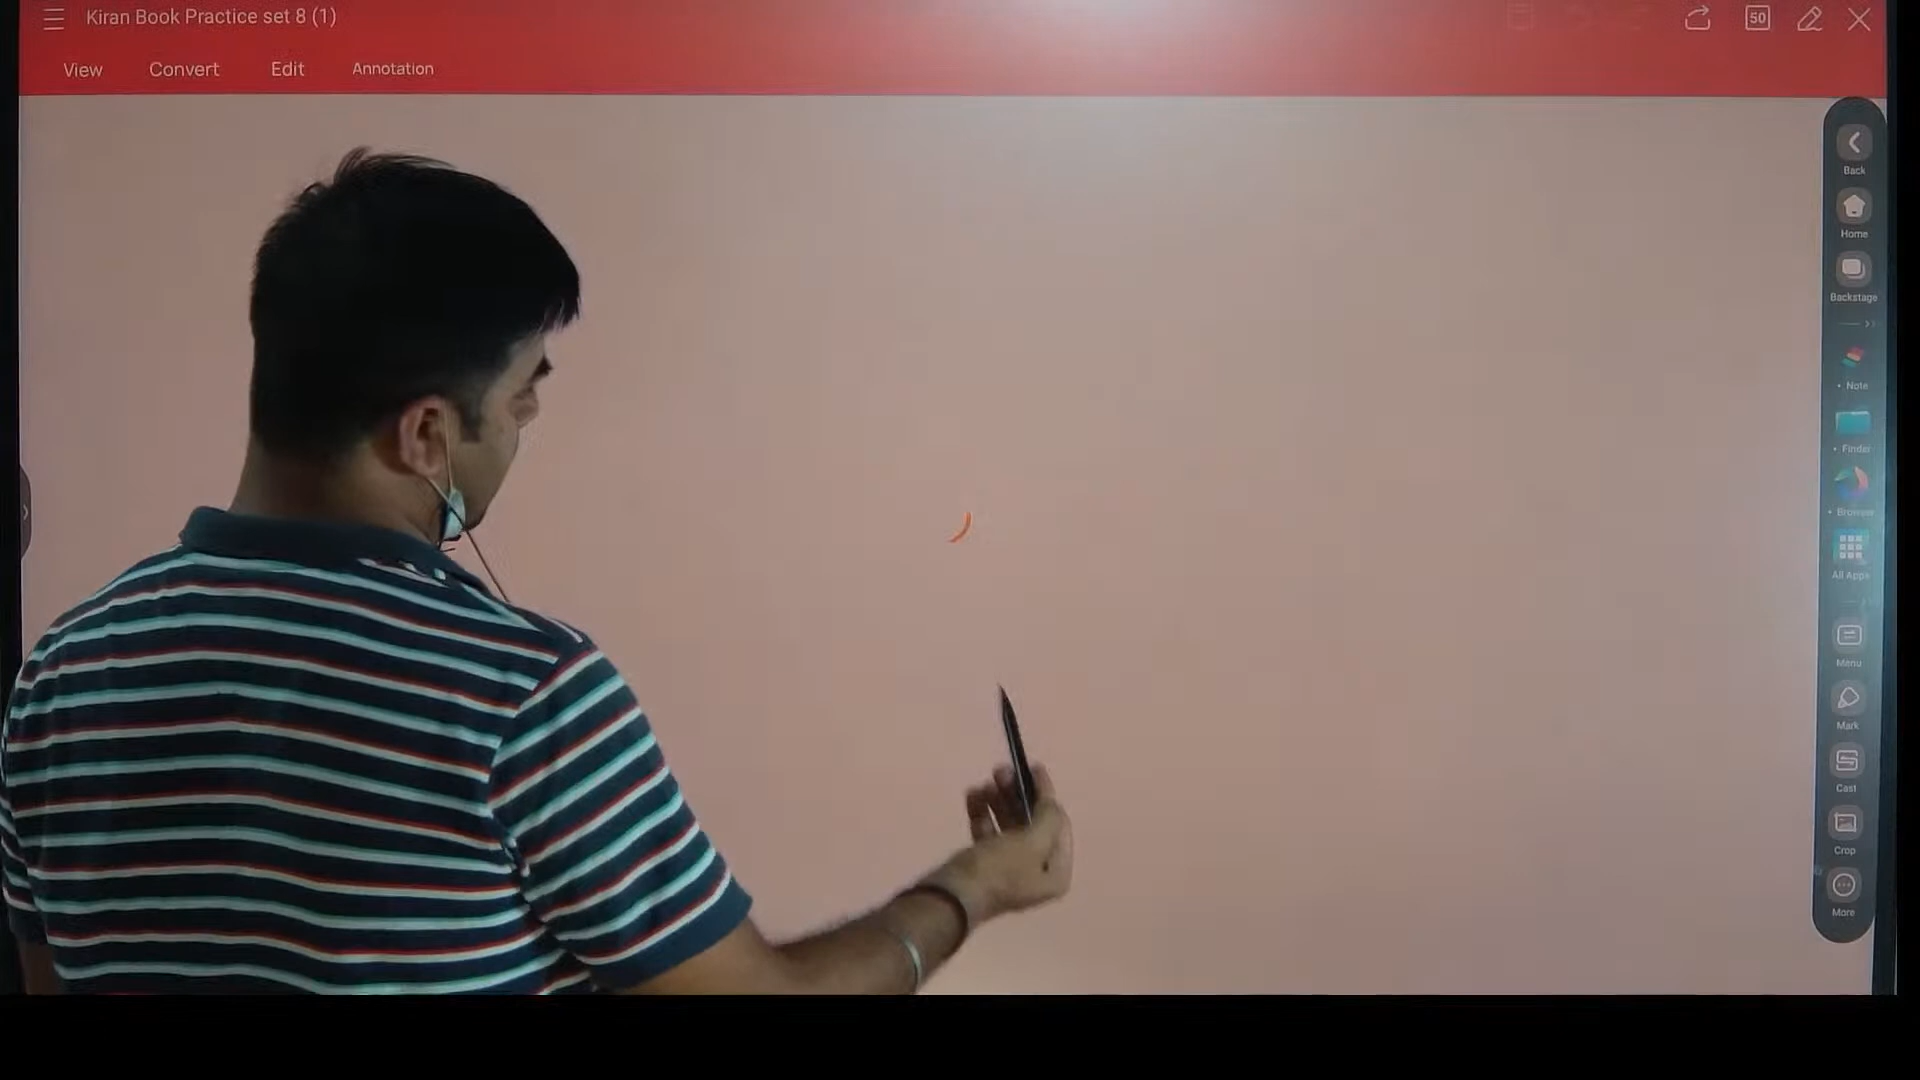 Kiran Book Practice set 8 (1)
50
View Convert Edit Annotation
Back
Home
Backstage
Note
Finder
Browser
All Apps
Menu
Mark
Cast
Crop
More